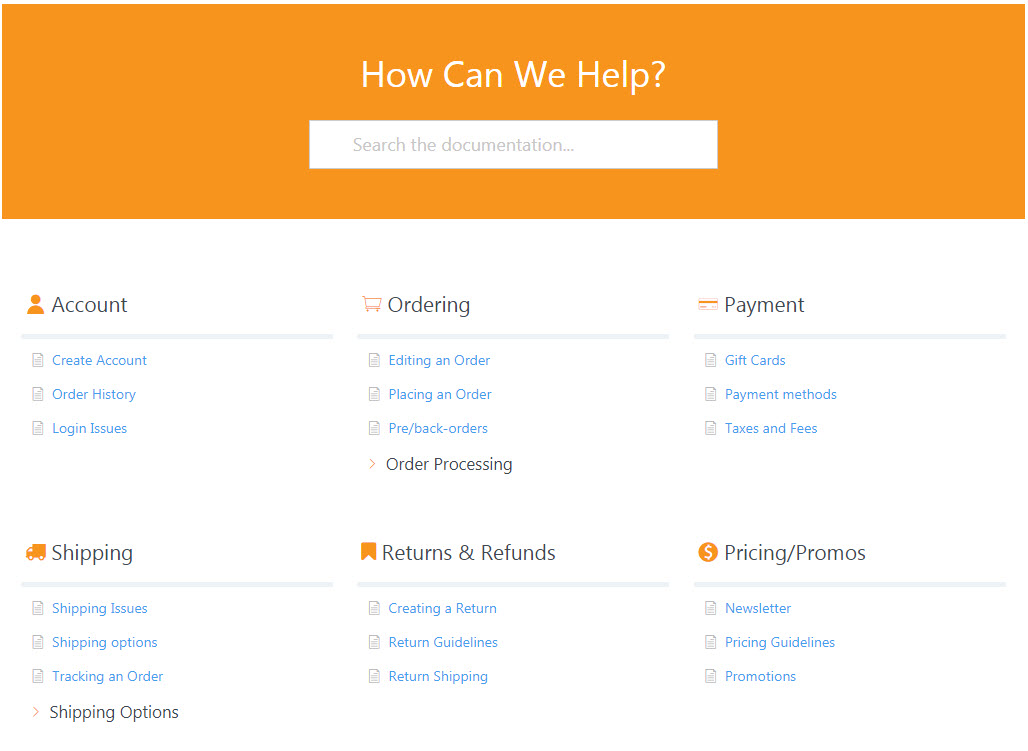 How Can We Help?
Search the documentation...
Account
Create Account
Order History
Login Issues
Ordering
Editing an Order
Placing an Order
Pre/back-orders
Order Processing
Payment
Gift Cards
Payment methods
Taxes and Fees
Shipping
Shipping Issues
Shipping options
Tracking an Order
Shipping Options
Returns & Refunds
Creating a Return
Return Guidelines
Return Shipping
$ Pricing/Promos
Newsletter
Pricing Guidelines
Promotions